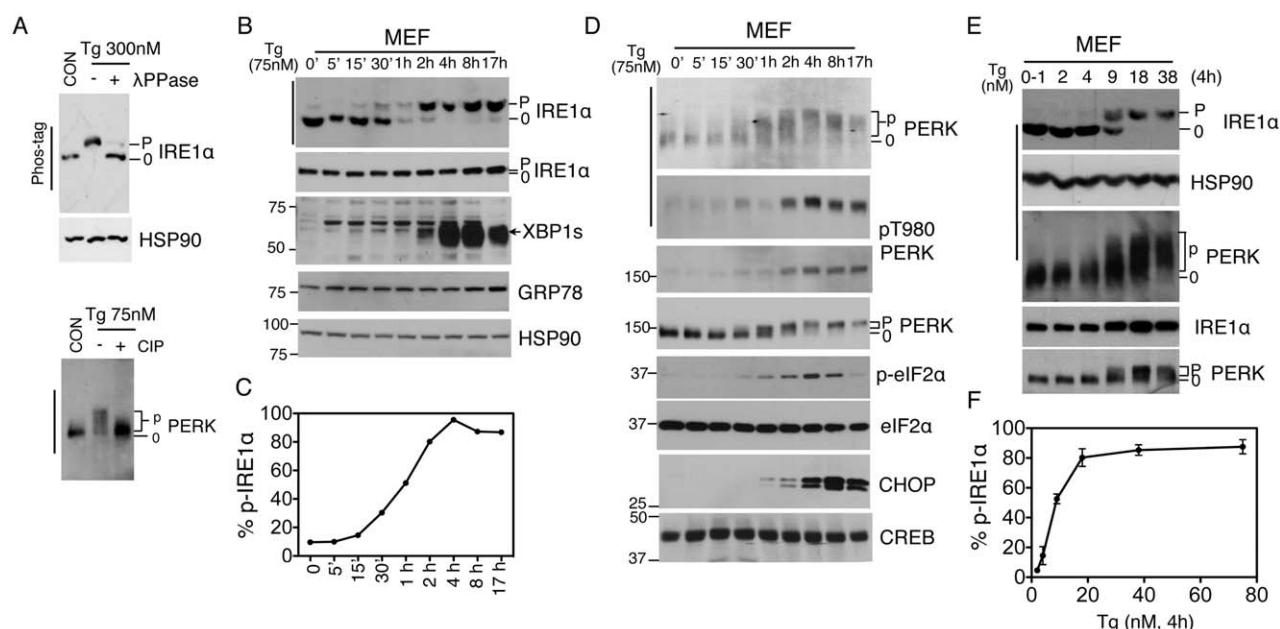 A
Tg 300nM
CON
- + λPPase
P
0 IRE1α
Phos-tag
HSP90
Tg 75nM
CON
- + CIP
p
0 PERK
B
MEF
Tg (75nM) 0' 5' 15' 30' 1h 2h 4h 8h 17h
P
0 IRE1α
P
0 IRE1α
75
50
XBP1s
75
GRP78
100
75
HSP90
C
% p-IRE1α
100
80
60
40
20
0
0 5' 15' 30' 1 h 2 h 4 h 8 h 17 h
D
MEF
Tg (75nM) 0' 5' 15' 30' 1h 2h 4h 8h 17h
p
0 PERK
pT980
PERK
150
150
P
0 PERK
37
p-eIF2α
37
eIF2α
CHOP
25
50
CREB
37
E
MEF
Tg (nM) 0-1 2 4 9 18 38 (4h)
P
0 IRE1α
HSP90
p
0 PERK
IRE1α
P
0 PERK
F
% p-IRE1α
100
80
60
40
20
0
0 20 40 60 80
Tg (nM, 4h)